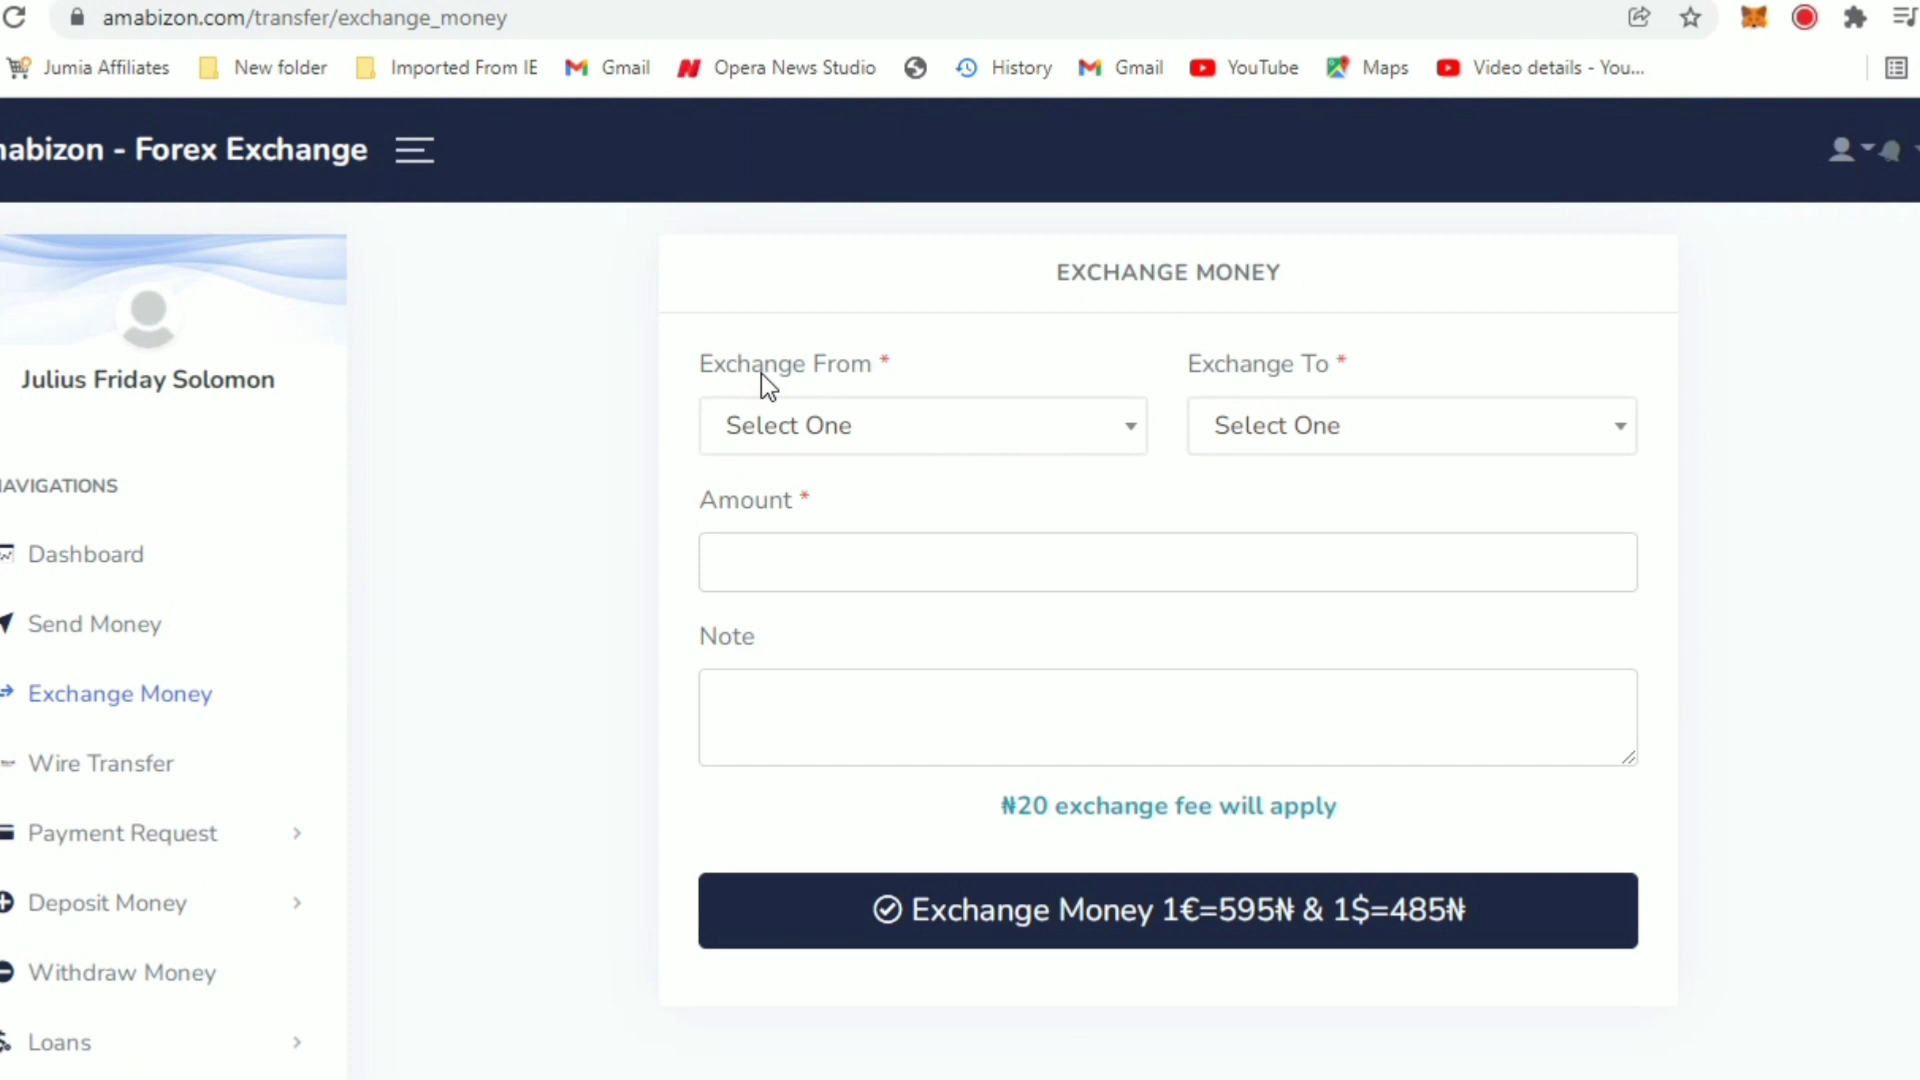 amabizon.com/transfer/exchange_money
Jumia Affiliates New folder Imported From IE Gmail Opera News Studio History Gmail YouTube Maps Video details - You...
nabizon - Forex Exchange
EXCHANGE MONEY
Julius Friday Solomon
AVIGATIONS
Dashboard
Send Money
Exchange Money
Wire Transfer
Payment Request
Deposit Money
Withdraw Money
Loans
Exchange From *
Exchange To *
Select One
Select One
Amount *
Note
₦20 exchange fee will apply
Exchange Money 1€=595₦ & 1$=485₦